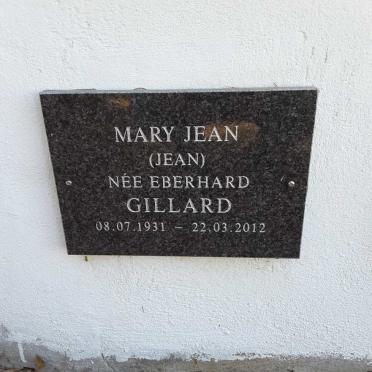 MARY JEAN
(JEAN)
NÉE EBERHARD
GILLARD
08.07.1931 – 22.03.2012